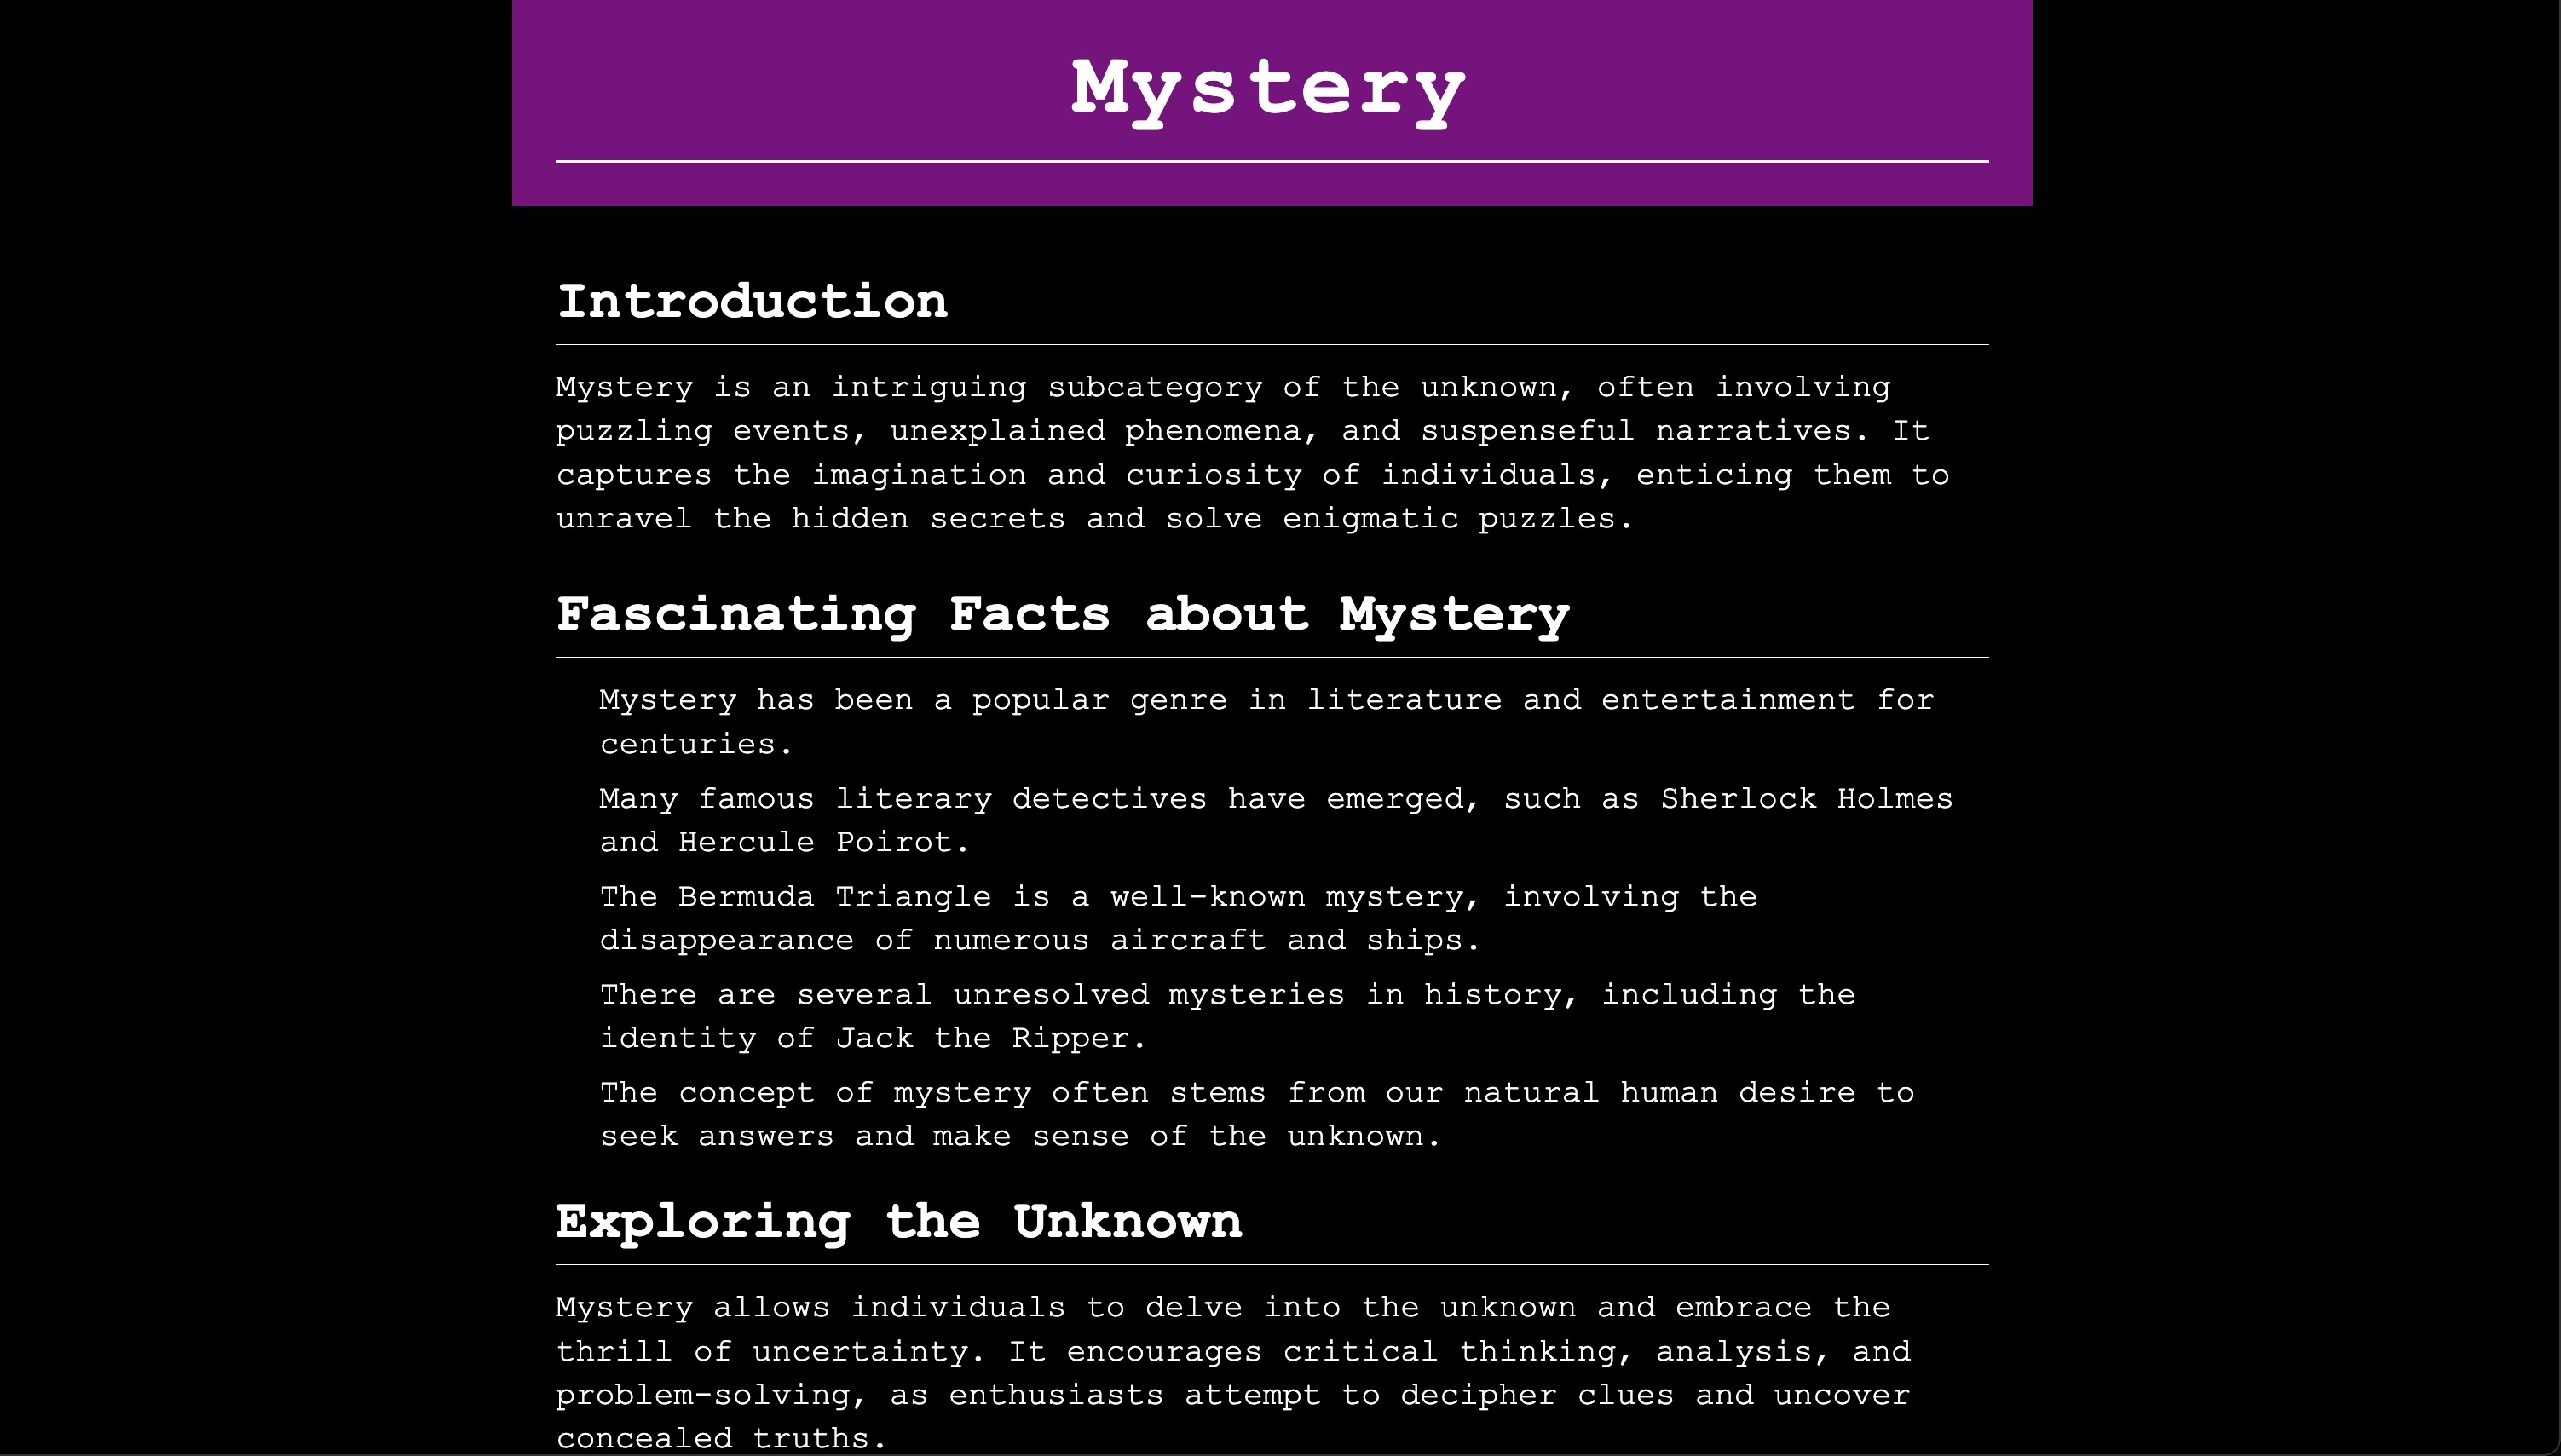 Mystery
Introduction
Mystery is an intriguing subcategory of the unknown, often involving
puzzling events, unexplained phenomena, and suspenseful narratives. It
captures the imagination and curiosity of individuals, enticing them to
unravel the hidden secrets and solve enigmatic puzzles.
Fascinating Facts about Mystery
Mystery has been a popular genre in literature and entertainment for
centuries.
Many famous literary detectives have emerged, such as Sherlock Holmes
and Hercule Poirot.
The Bermuda Triangle is a well-known mystery, involving the
disappearance of numerous aircraft and ships.
There are several unresolved mysteries in history, including the
identity of Jack the Ripper.
The concept of mystery often stems from our natural human desire to
seek answers and make sense of the unknown.
Exploring the Unknown
Mystery allows individuals to delve into the unknown and embrace the
thrill of uncertainty. It encourages critical thinking, analysis, and
problem-solving, as enthusiasts attempt to decipher clues and uncover
concealed truths.